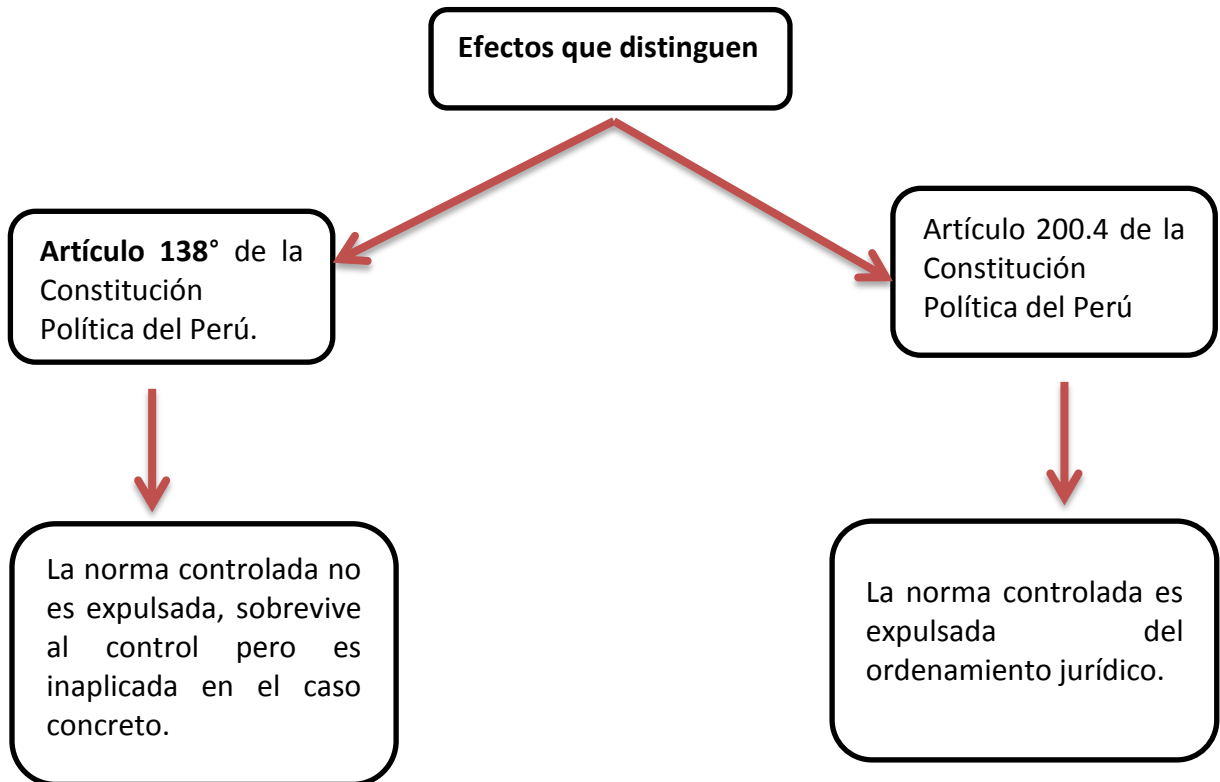 Efectos que distinguen
Artículo 138° de la
Constitución
Política del Perú.
Artículo 200.4 de la
Constitución
Política del Perú
La norma controlada no
es expulsada, sobrevive
al control pero es
inaplicada en el caso
concreto.
La norma controlada es
expulsada del
ordenamiento jurídico.